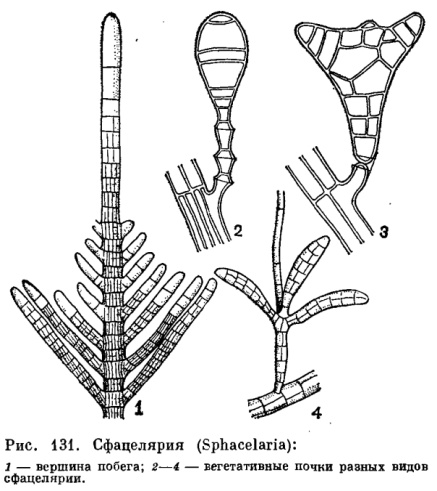 2
3
1
4
Рис. 131. Сфацелярия (Sphacelaria):
1 — вершина побега; 2—4 — вегетативные почки разных видов
сфацелярии.